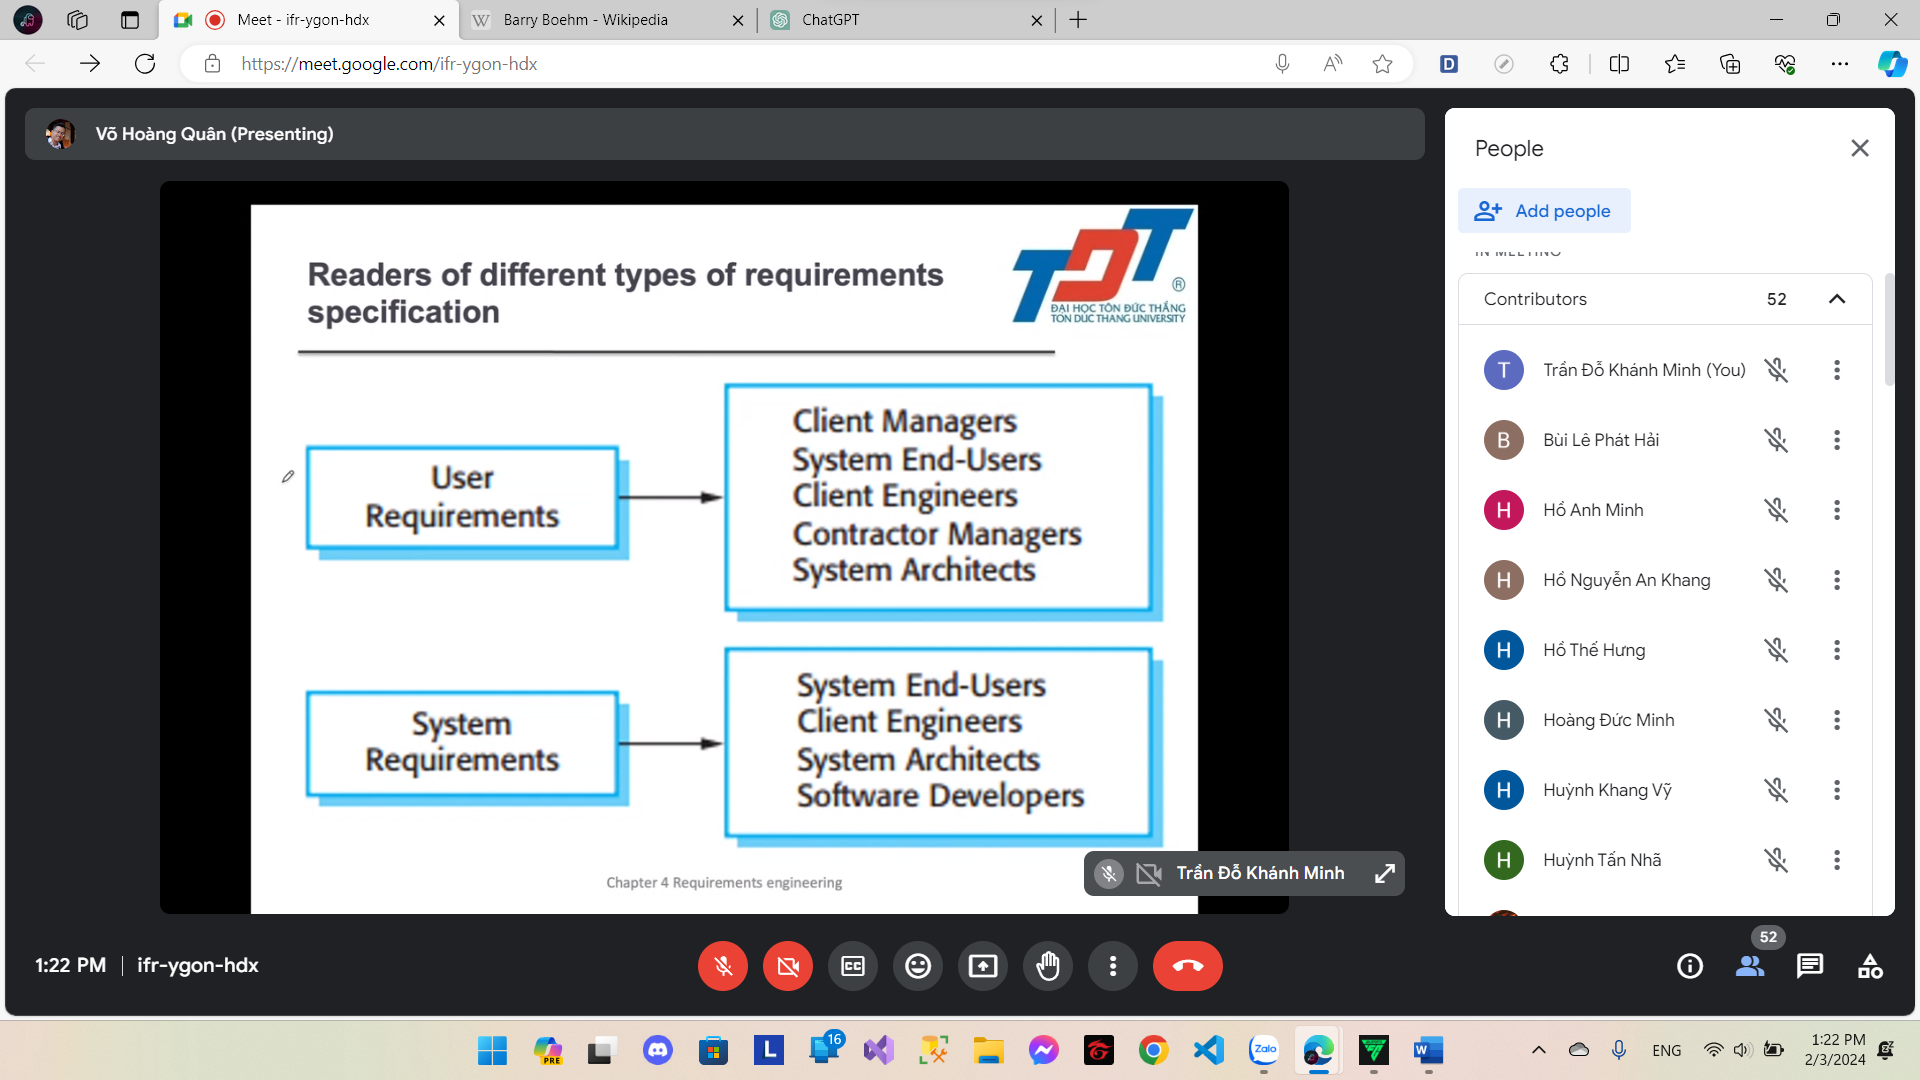 Meet - ifr-ygon-hdx
Barry Boehm - Wikipedia
ChatGPT
https://meet.google.com/ifr-ygon-hdx
Võ Hoàng Quân (Presenting)
People
Add people
IN MEETING
Contributors 52
Trần Đỗ Khánh Minh (You)
Bùi Lê Phát Hải
Hồ Anh Minh
Hồ Nguyễn An Khang
Hồ Thế Hưng
Hoàng Đức Minh
Huỳnh Khang Vỹ
Huỳnh Tấn Nhã
Readers of different types of requirements
specification
TDT
®
ĐẠI HỌC TÔN ĐỨC THẮNG
TON DUC THANG UNIVERSITY
User
Requirements
Client Managers
System End-Users
Client Engineers
Contractor Managers
System Architects
System
Requirements
System End-Users
Client Engineers
System Architects
Software Developers
Chapter 4 Requirements engineering
Trần Đỗ Khánh Minh
1:22 PM | ifr-ygon-hdx
52
PRE
L
16
Zalo
W
ENG
1:22 PM
2/3/2024